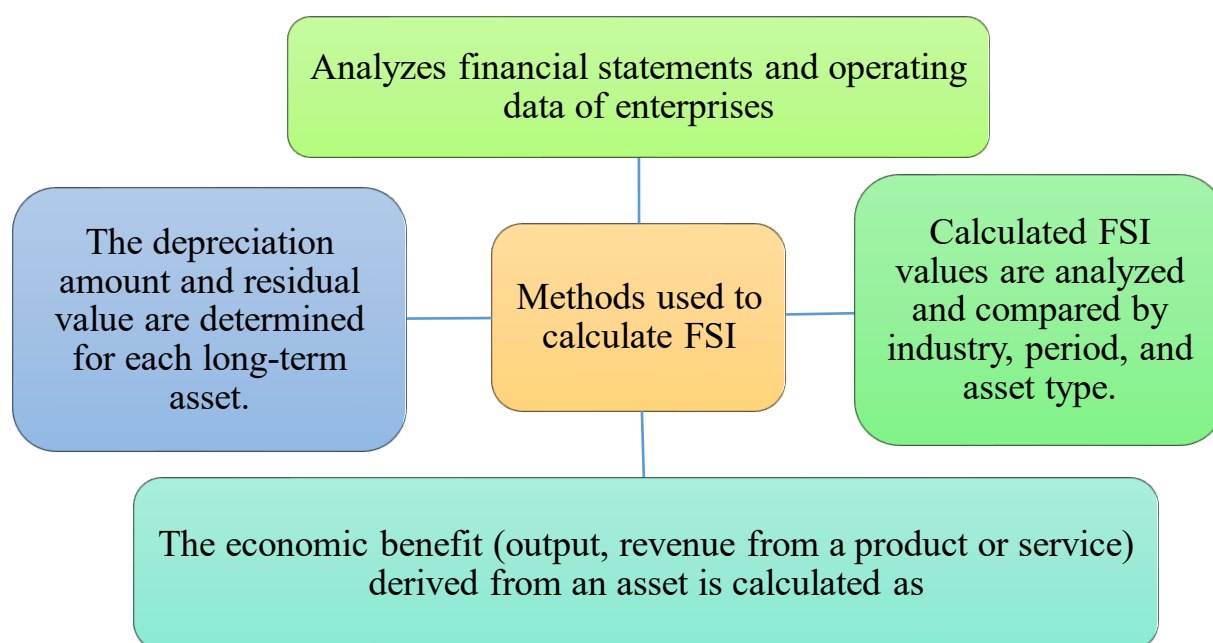 Analyzes financial statements and operating
data of enterprises
The depreciation
amount and residual
value are determined
for each long-term
asset.
Methods used to
calculate FSI
Calculated FSI
values are analyzed
and compared by
industry, period, and
asset type.
The economic benefit (output, revenue from a product or service)
derived from an asset is calculated as